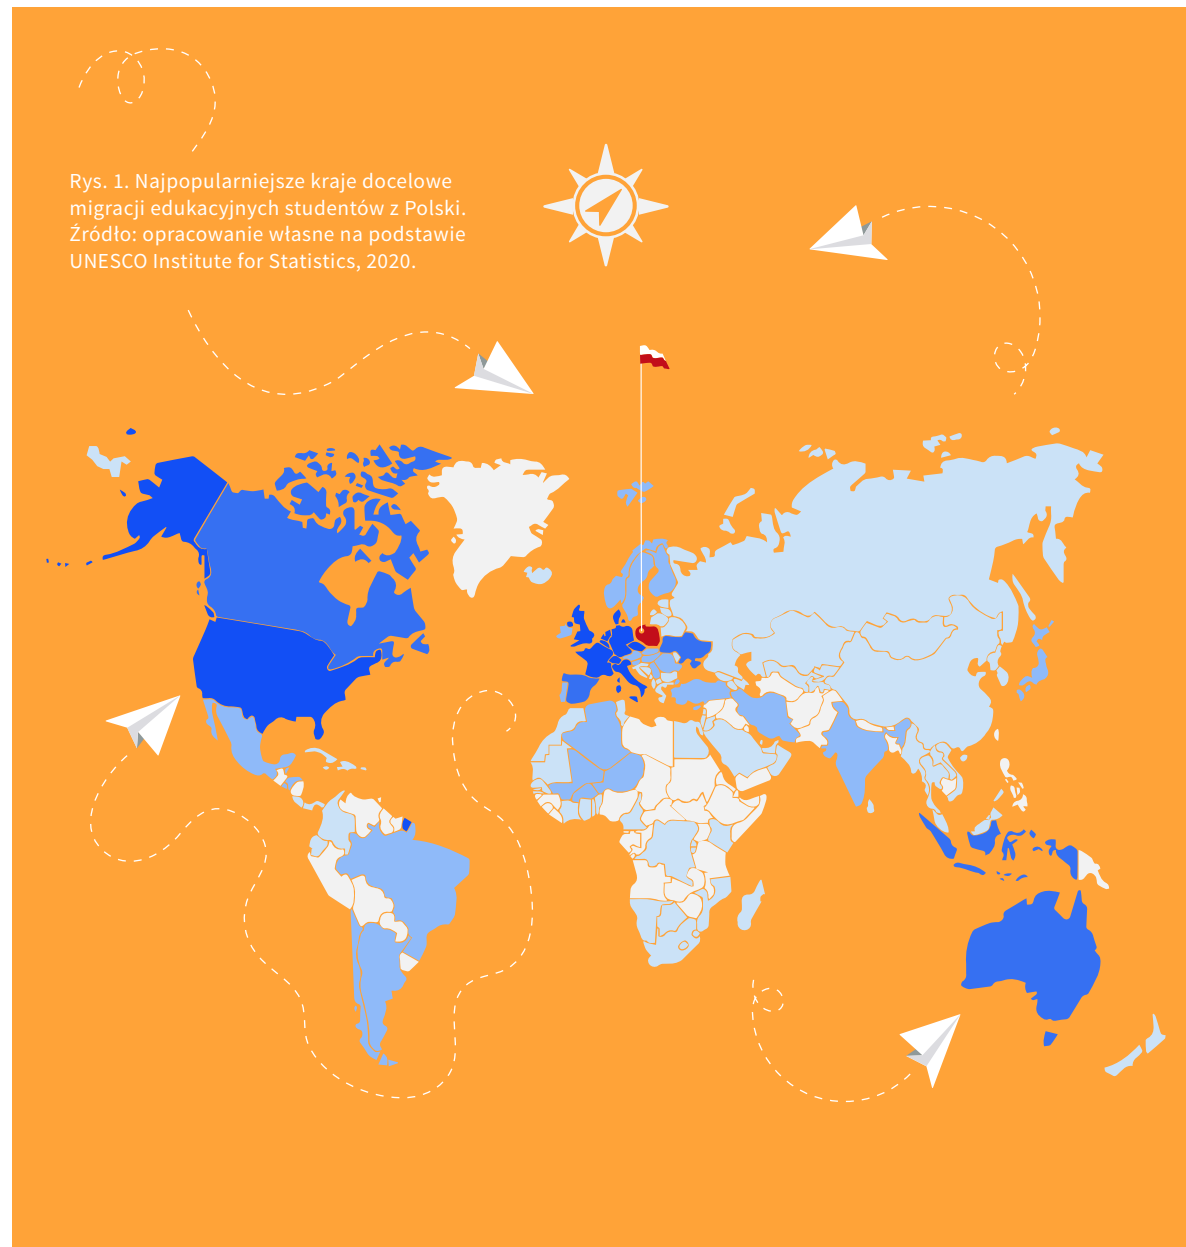 Rys. 1. Najpopularniejsze kraje docelowe
migracji edukacyjnych studentów z Polski.
Źródło: opracowanie własne na podstawie
UNESCO Institute for Statistics, 2020.